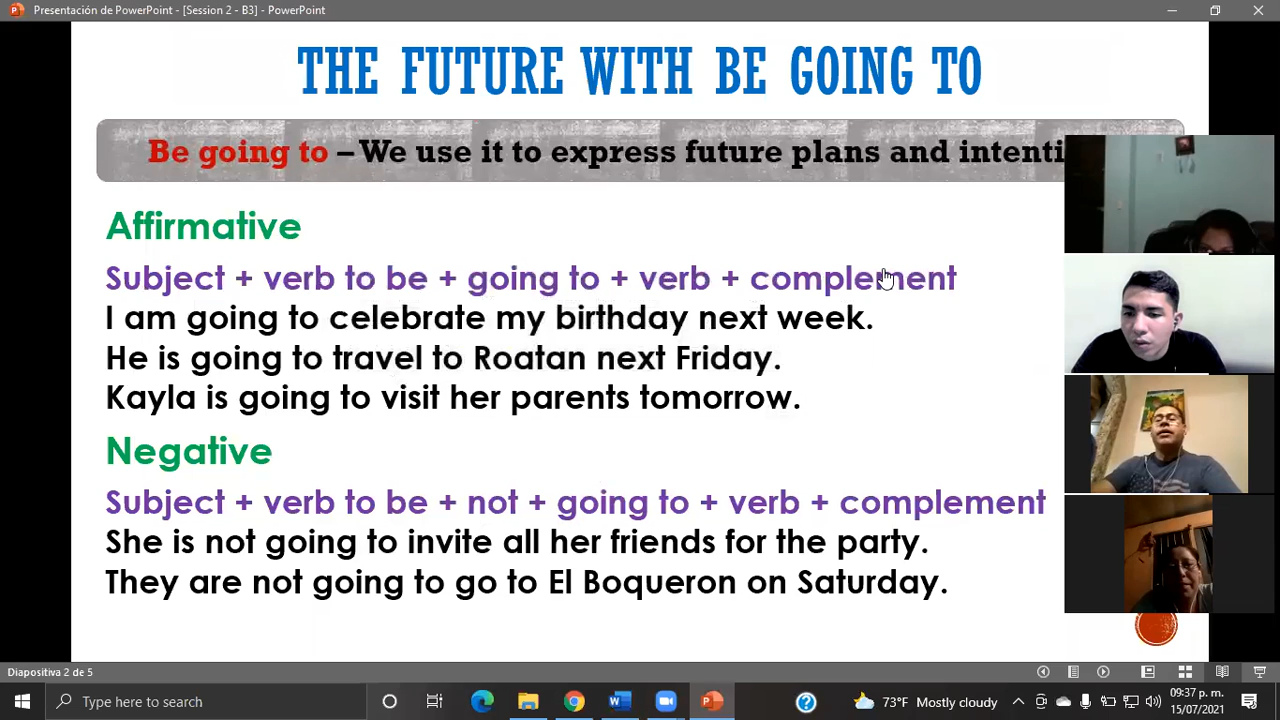 Presentación de PowerPoint - [Session 2 - B3] - PowerPoint
THE FUTURE WITH BE GOING TO
Be going to – We use it to express future plans and intenti
Affirmative
Subject + verb to be + going to + verb + complement
I am going to celebrate my birthday next week.
He is going to travel to Roatan next Friday.
Kayla is going to visit her parents tomorrow.
Negative
Subject + verb to be + not + going to + verb + complement
She is not going to invite all her friends for the party.
They are not going to go to El Boqueron on Saturday.
Diapositiva 2 de 5
Type here to search
73°F Mostly cloudy
09:37 p. m.
15/07/2021